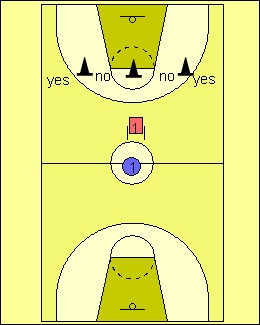 yes no no yes
1
1